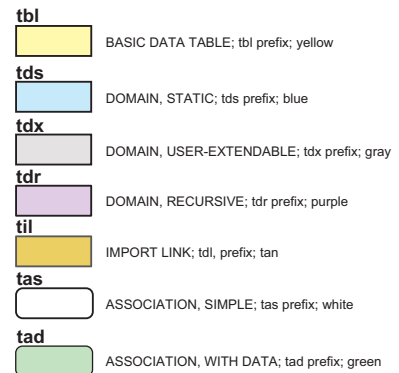 tbl
BASIC DATA TABLE; tbl prefix; yellow
tds
DOMAIN, STATIC; tds prefix; blue
tdx
DOMAIN, USER-EXTENDABLE; tdx prefix; gray
tdr
DOMAIN, RECURSIVE; tdr prefix; purple
til
IMPORT LINK; tdl, prefix; tan
tas
ASSOCIATION, SIMPLE; tas prefix; white
tad
ASSOCIATION, WITH DATA; tad prefix; green